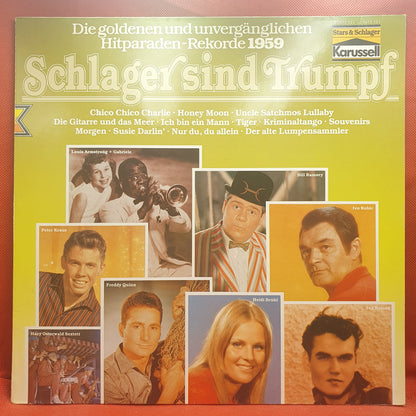 Die goldenen und unvergänglichen
Hitparaden-Rekorde 1959
Stars & Schlager
Karussell
Schlager sind Trumpf
Chico Chico Charlie · Honey Moon · Uncle Satchmos Lullaby
Die Gitarre und das Meer · Ich bin ein Mann · Tiger · Kriminaltango · Souvenirs
Morgen · Susie Darlin' · Nur du, du allein · Der alte Lumpensammler
Louis Armstrong + Gabriele
Bill Ramsey
Ivo Robic
Peter Kraus
Freddy Quinn
Heidi Brühl
Hazy Osterwald Sextett